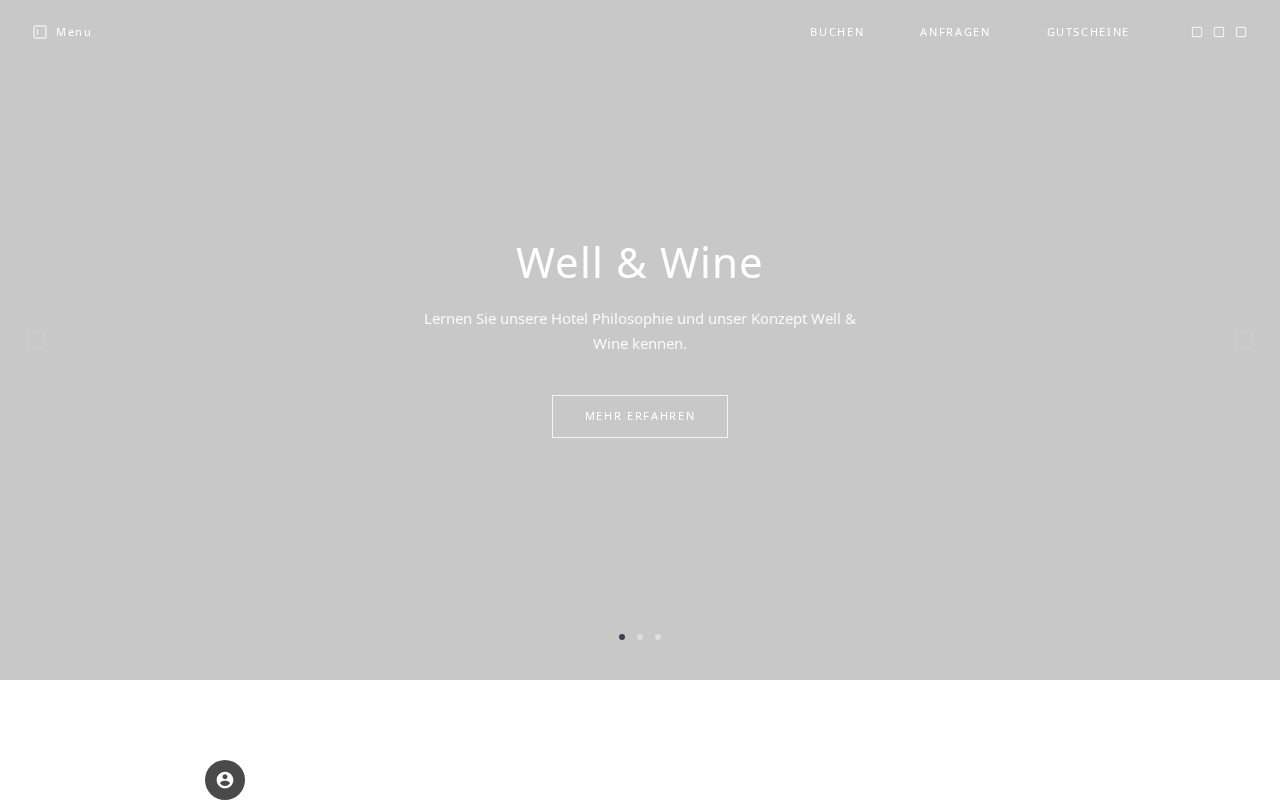 Menu
BUCHEN
ANFRAGEN
GUTSCHEINE
Well & Wine
Lernen Sie unsere Hotel Philosophie und unser Konzept Well &
Wine kennen.
MEHR ERFAHREN